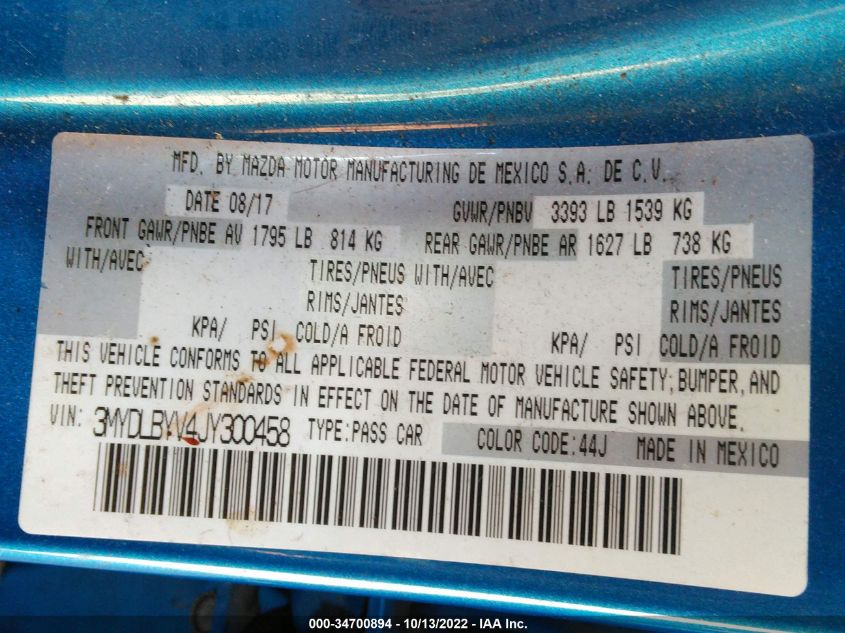 MFD. BY MAZDA MOTOR MANUFACTURING DE MEXICO S.A. DE C.V.
DATE 08/17 GVWR/PNBV 3393 LB 1539 KG
FRONT GAWR/PNBE AV 1795 LB 814 KG REAR GAWR/PNBE AR 1627 LB 738 KG
WITH/AVEC TIRES/PNEUS WITH/AVEC TIRES/PNEUS
RIMS/JANTES RIMS/JANTES
KPA/ PSI COLD/A FROID KPA/ PSI COLD/A FROID
THIS VEHICLE CONFORMS TO ALL APPLICABLE FEDERAL MOTOR VEHICLE SAFETY, BUMPER, AND
THEFT PREVENTION STANDARDS IN EFFECT ON THE DATE OF MANUFACTURE SHOWN ABOVE.
VIN: 3MYDLBYV4JY300458 TYPE:PASS CAR COLOR CODE:44J MADE IN MEXICO
000-34700894 - 10/13/2022 - IAA Inc.